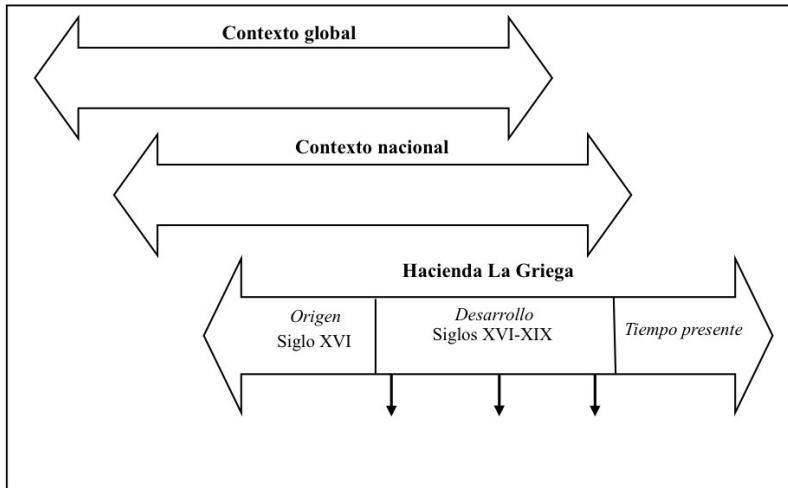 Contexto global
Contexto nacional
Hacienda La Griega
Origen
Siglo XVI
Desarrollo
Siglos XVI-XIX
Tiempo presente